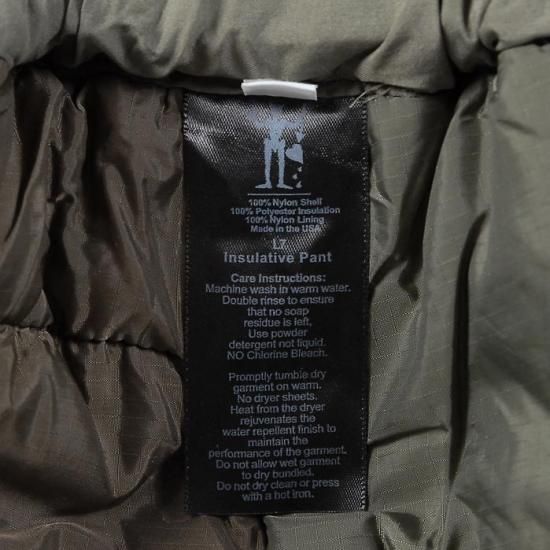 100% Nylon Shell
100% Polyester Insulation
100% Nylon Lining
Made in the USA
L7
Insulative Pant
Care Instructions:
Machine wash in warm water.
Double rinse to ensure
that no soap
residue is left,
Use powder
detergent not liquid.
NO Chlorine Bleach.
Promptly tumble dry
garment on warm.
No dryer sheets.
Heat from the dryer
rejuvenates the
water repellent finish to
maintain the
performance of the garment.
Do not allow wet garment
to dry bundled.
Do not dry clean or press
with a hot iron.